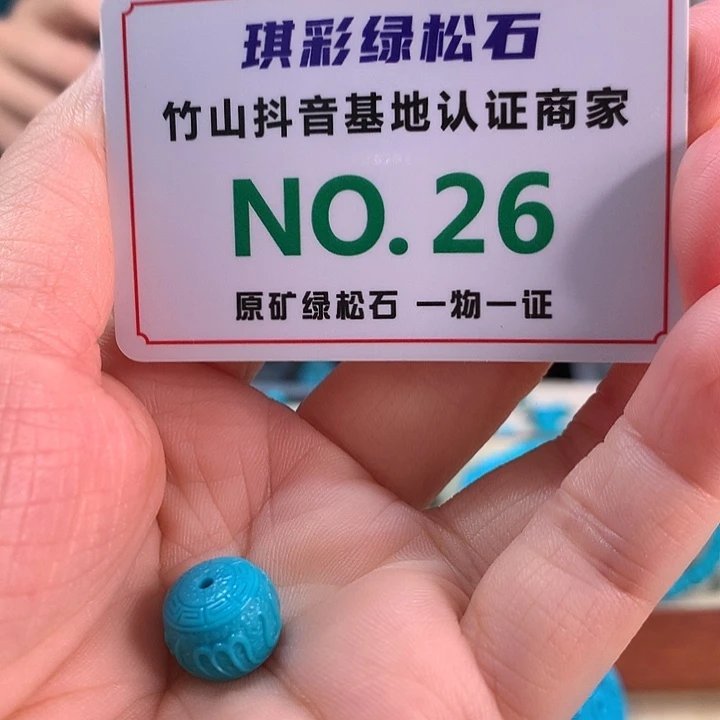 琪彩绿松石
竹山抖音基地认证商家
NO.26
原矿绿松石 一物一证